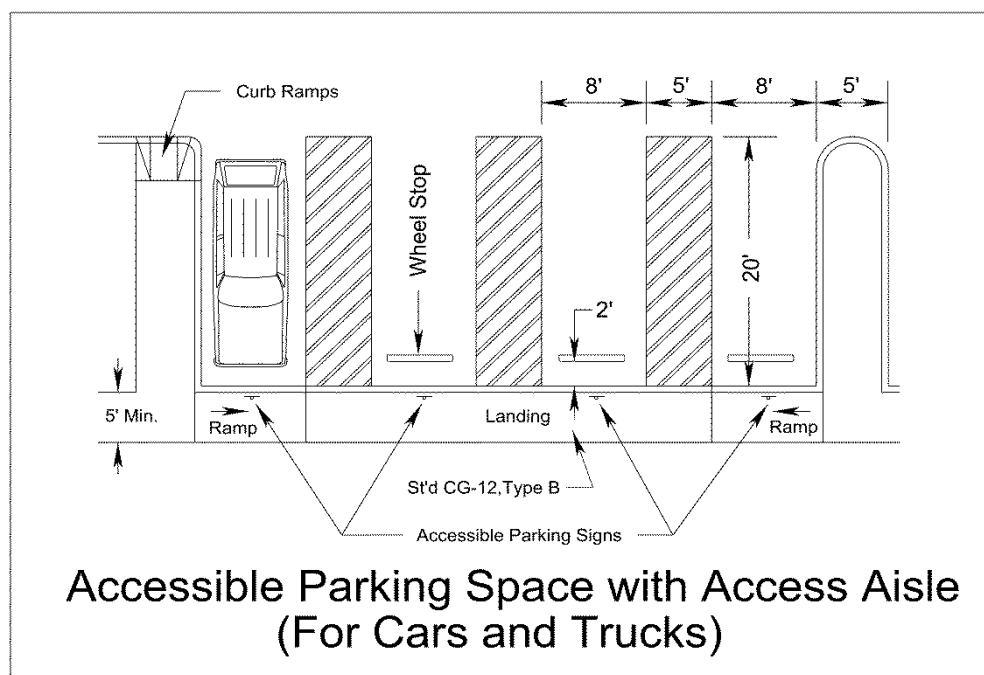 8'
5'
8'
5'
Curb Ramps
Wheel Stop
20'
2'
5' Min.
Ramp
Landing
Ramp
St'd CG-12,Type B
Accessible Parking Signs
Accessible Parking Space with Access Aisle
(For Cars and Trucks)